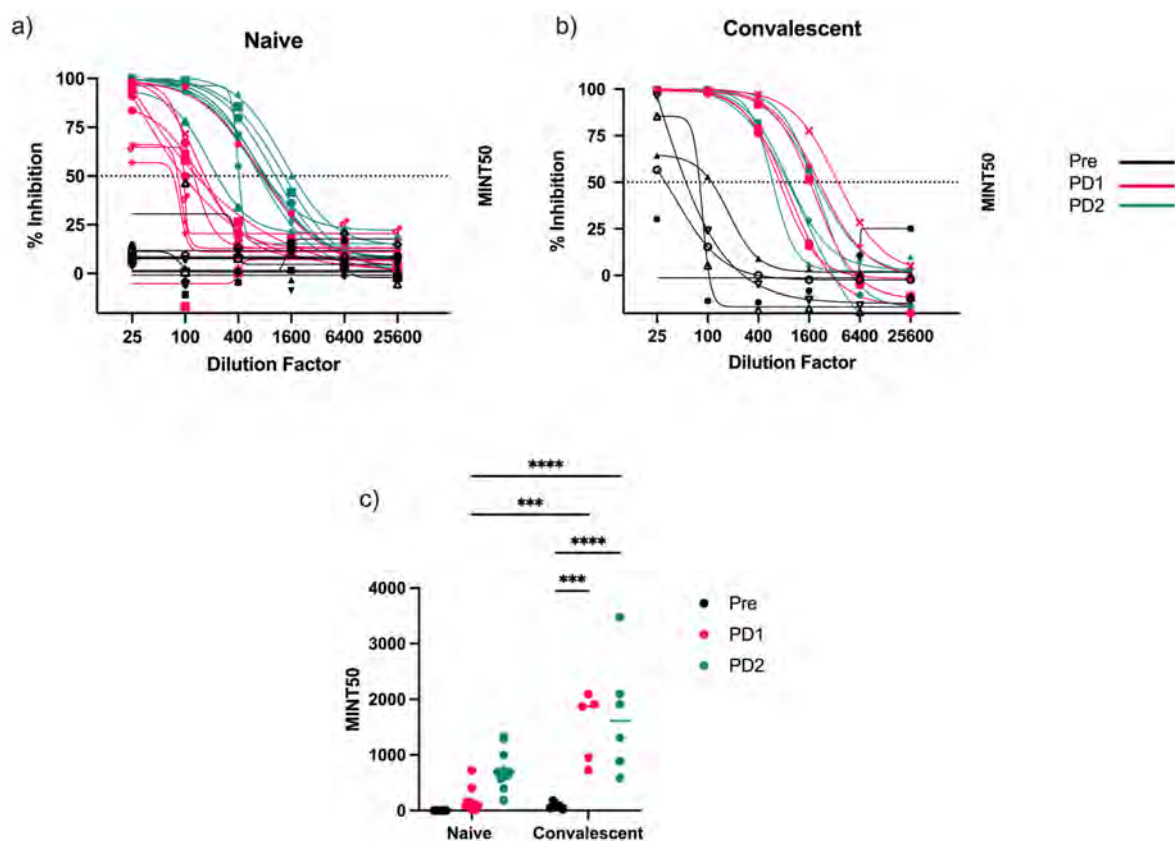 a)
Naive
% Inhibition
100
75
50
25
0
25 100 400 1600 6400 25600
Dilution Factor
MINT50
b)
Convalescent
% Inhibition
100
75
50
25
0
25 100 400 1600 6400 25600
Dilution Factor
MINT50
Pre
PD1
PD2
c)
****
***
****
***
MINT50
4000
3000
2000
1000
0
Naive Convalescent
Pre
PD1
PD2